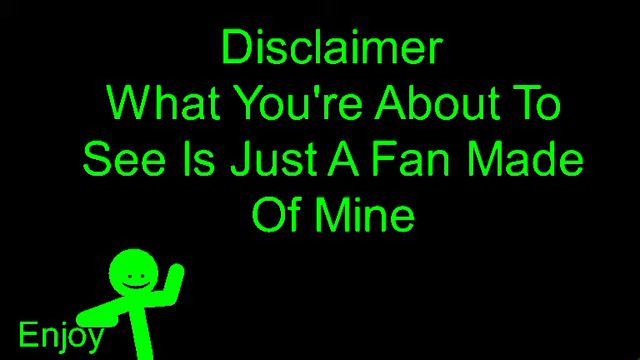 Disclaimer
What You're About To
See Is Just A Fan Made
Of Mine
Enjoy